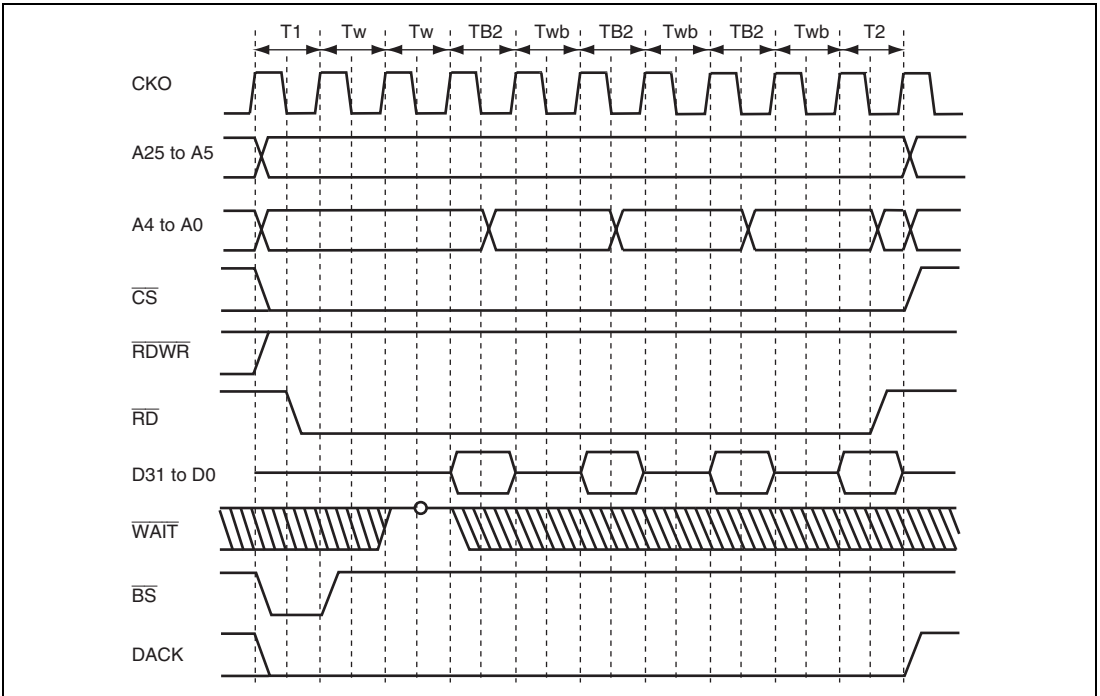 T1 Tw Tw TB2 Twb TB2 Twb TB2 Twb T2
CKO
A25 to A5
A4 to A0
CS
RDWR
RD
D31 to D0
WAIT
BS
DACK